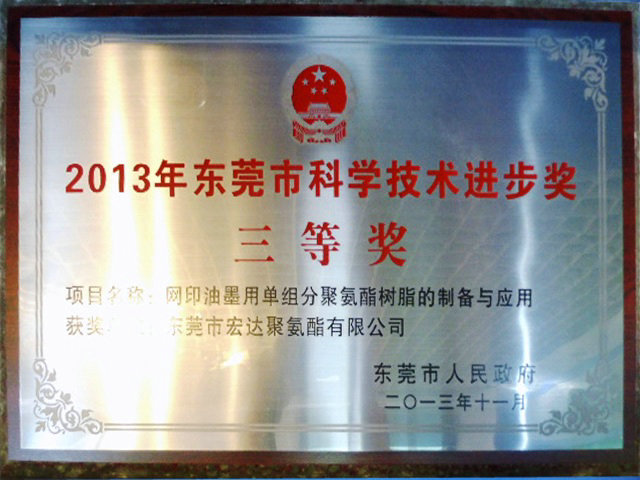 2013年东莞市科学技术进步奖
三等奖
项目名称：网印油墨用单组分聚氨酯树脂的制备与应用
获奖 东莞市宏达聚氨酯有限公司
东莞市人民政府
二〇一三年十一月